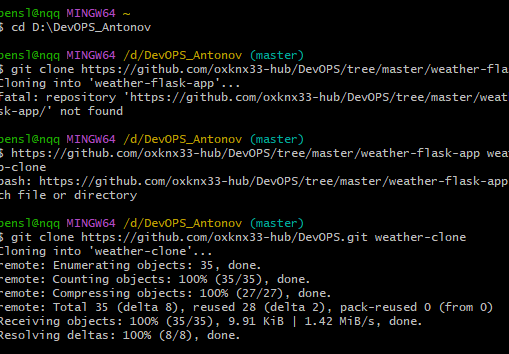 pensl@nqq MINGW64 ~
$ cd D:\DevOPS_Antonov
pensl@nqq MINGW64 /d/DevOPS_Antonov (master)
$ git clone https://github.com/oxknx33-hub/DevOPS/tree/master/weather-fla
Cloning into 'weather-flask-app'...
fatal: repository 'https://github.com/oxknx33-hub/DevOPS/tree/master/weat
sk-app/' not found
pensl@nqq MINGW64 /d/DevOPS_Antonov (master)
$ https://github.com/oxknx33-hub/DevOPS/tree/master/weather-flask-app wea
p-clone
bash: https://github.com/oxknx33-hub/DevOPS/tree/master/weather-flask-app
ch file or directory
pensl@nqq MINGW64 /d/DevOPS_Antonov (master)
$ git clone https://github.com/oxknx33-hub/DevOPS.git weather-clone
Cloning into 'weather-clone'...
remote: Enumerating objects: 35, done.
remote: Counting objects: 100% (35/35), done.
remote: Compressing objects: 100% (27/27), done.
remote: Total 35 (delta 8), reused 28 (delta 2), pack-reused 0 (from 0)
Receiving objects: 100% (35/35), 9.91 KiB | 1.42 MiB/s, done.
Resolving deltas: 100% (8/8), done.